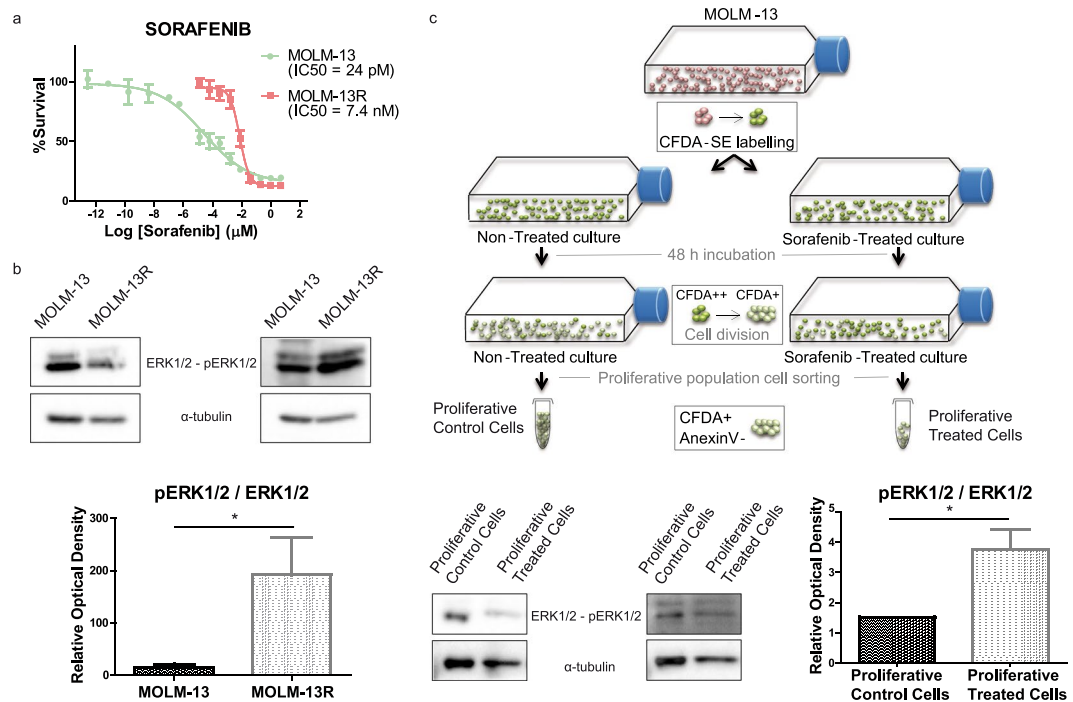 a
SORAFENIB
%Survival
100
50
0
-12
-10
-8
-6
-4
-2
0
2
Log [Sorafenib] (μM)
MOLM-13
(IC50 = 24 pM)
MOLM-13R
(IC50 = 7.4 nM)
b
MOLM-13
MOLM-13R
MOLM-13
MOLM-13R
ERK1/2 - pERK1/2
α-tubulin
pERK1/2 / ERK1/2
Relative Optical Density
300
200
100
0
*
MOLM-13
MOLM-13R
c
MOLM -13
CFDA-SE labelling
Non-Treated culture
Sorafenib-Treated culture
48 h incubation
CFDA++
CFDA+
Cell division
Non-Treated culture
Sorafenib -Treated culture
Proliferative population cell sorting
Proliferative
Control Cells
CFDA+
AnexinV-
Proliferative
Treated Cells
Proliferative
Control Cells
Proliferative
Treated Cells
Proliferative
Control Cells
Proliferative
Treated Cells
ERK1/2 - pERK1/2
α-tubulin
pERK1/2 / ERK1/2
Relative Optical Density
5
4
3
2
1
0
*
Proliferative
Control Cells
Proliferative
Treated Cells